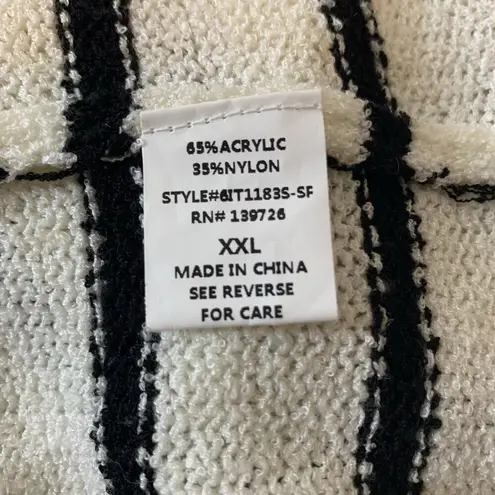 65%ACRYLIC
35%NYLON
STYLE#6IT1183S-SF
RN# 139726
XXL
MADE IN CHINA
SEE REVERSE
FOR CARE